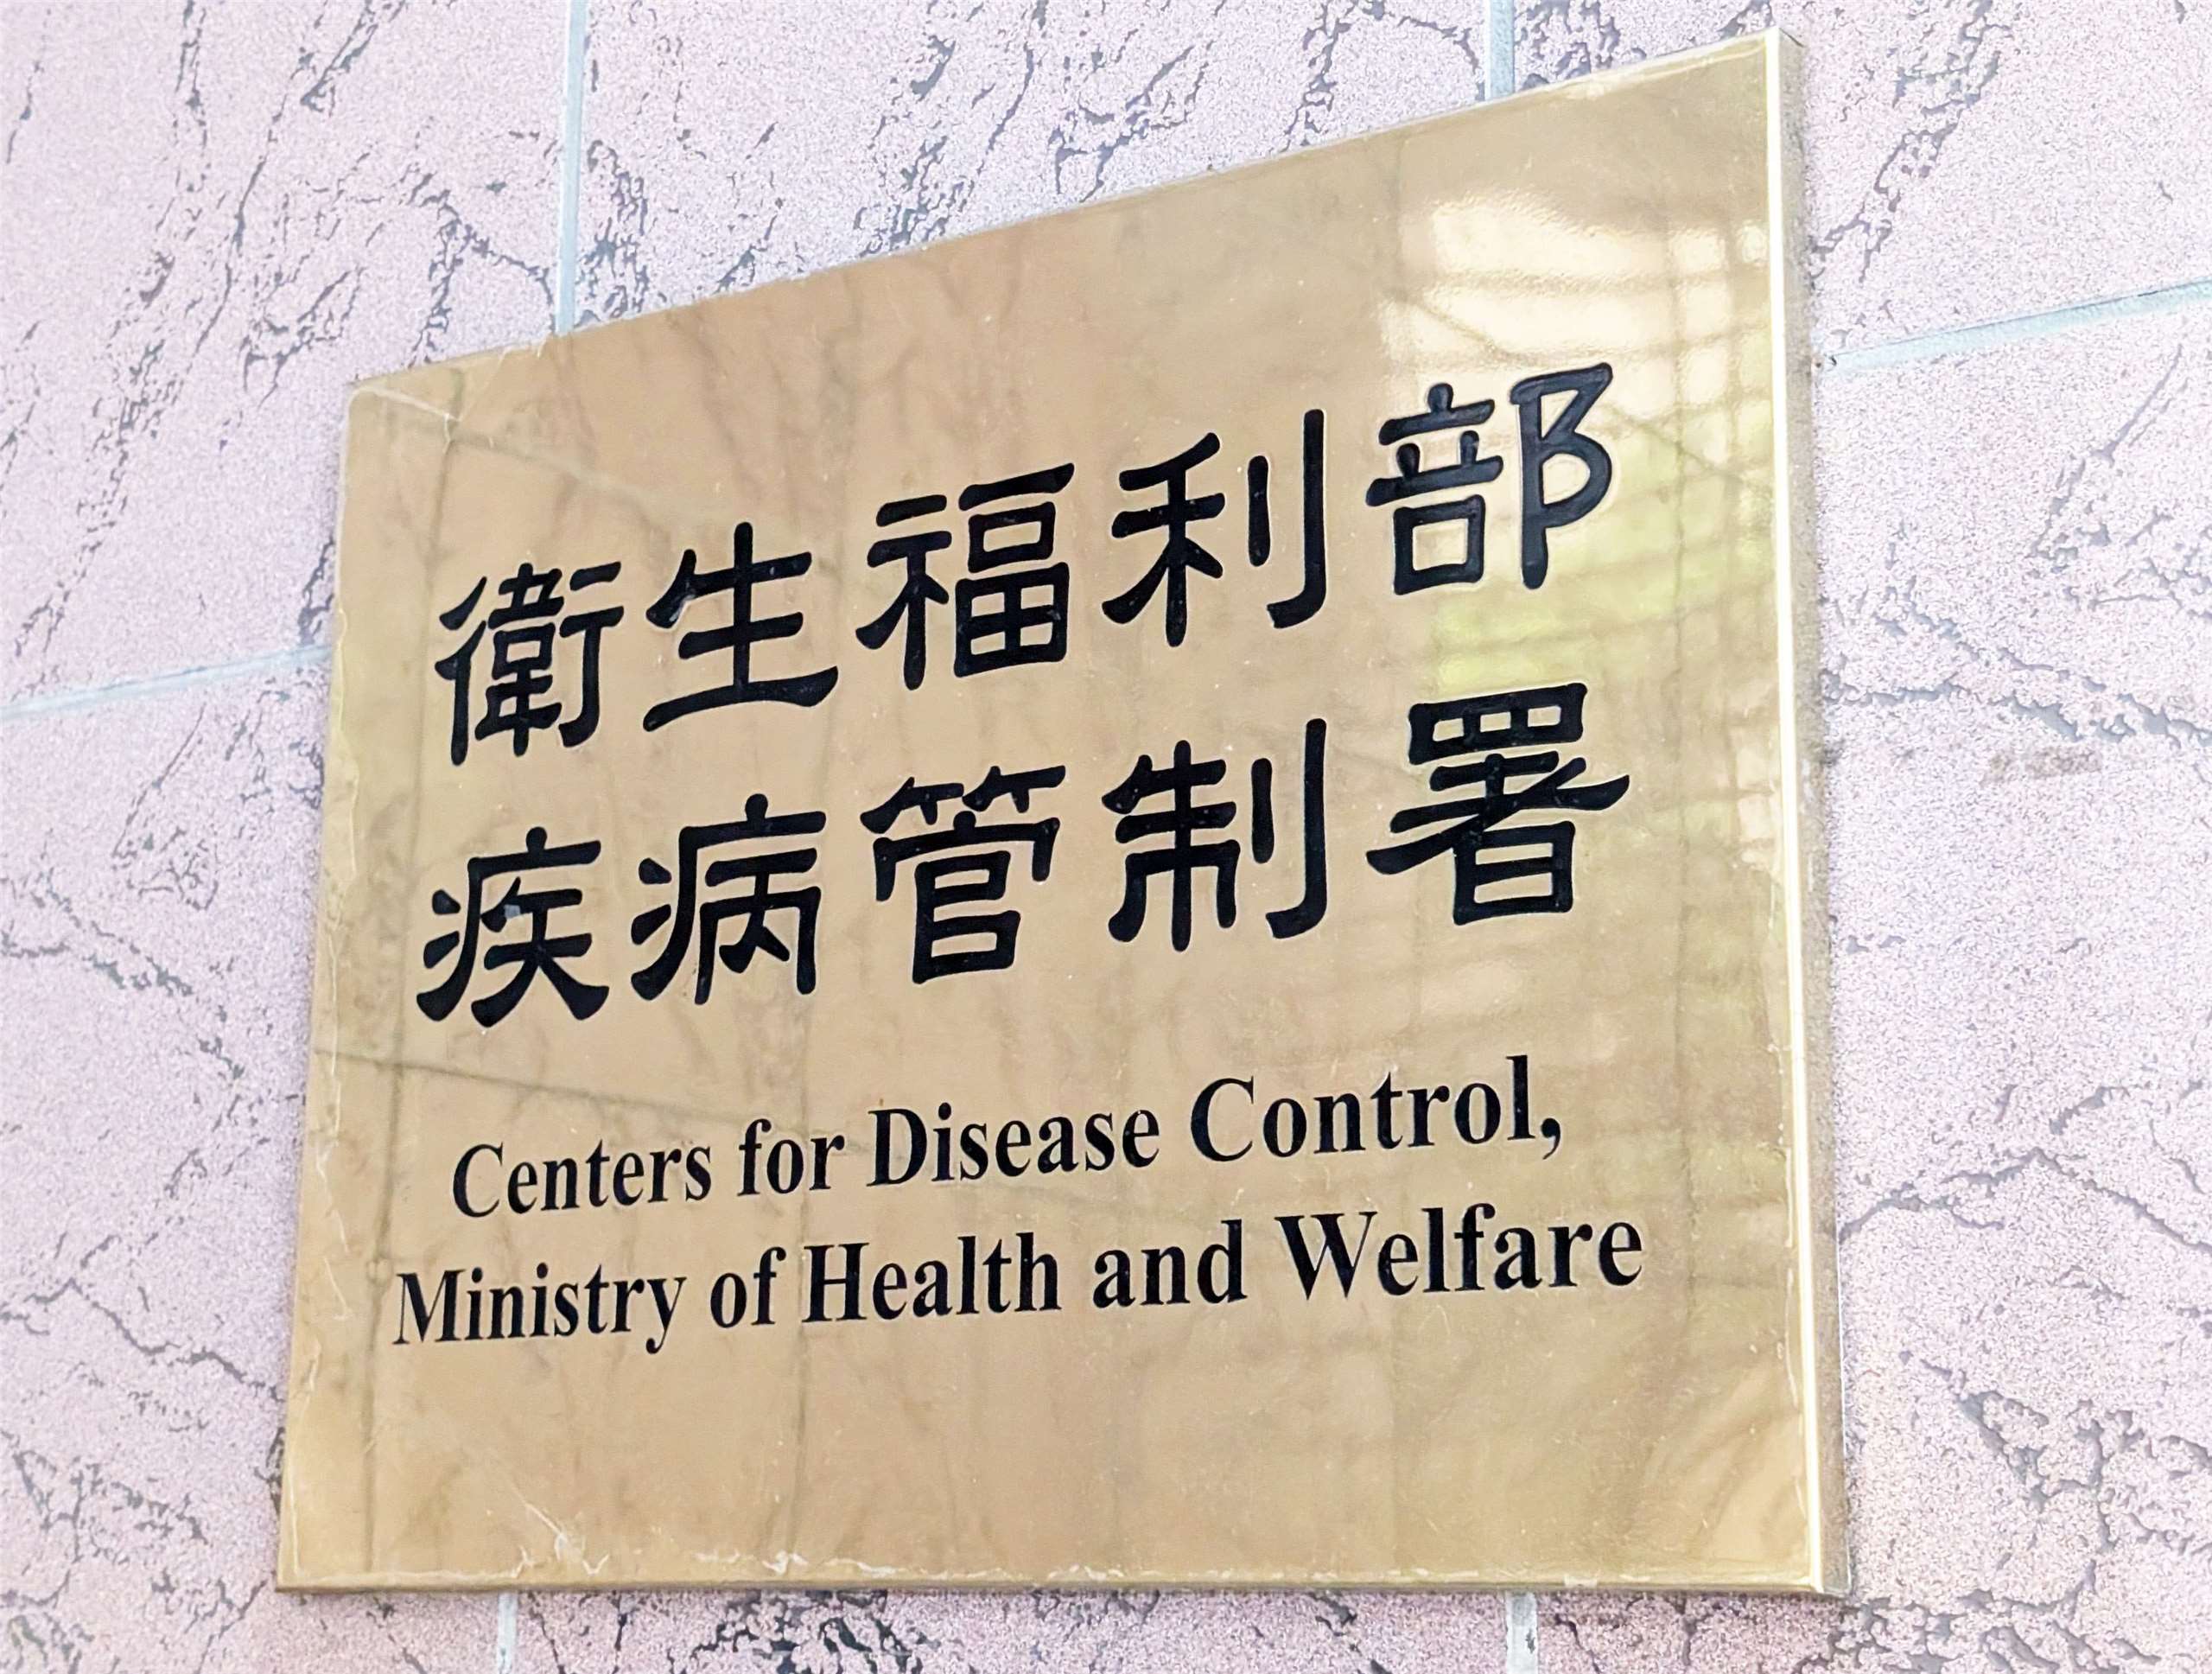 衛生福利部
疾病管制署
Centers for Disease Control,
Ministry of Health and Welfare